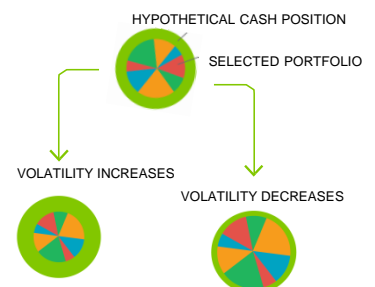 HYPOTHETICAL CASH POSITION
SELECTED PORTFOLIO
VOLATILITY INCREASES
VOLATILITY DECREASES